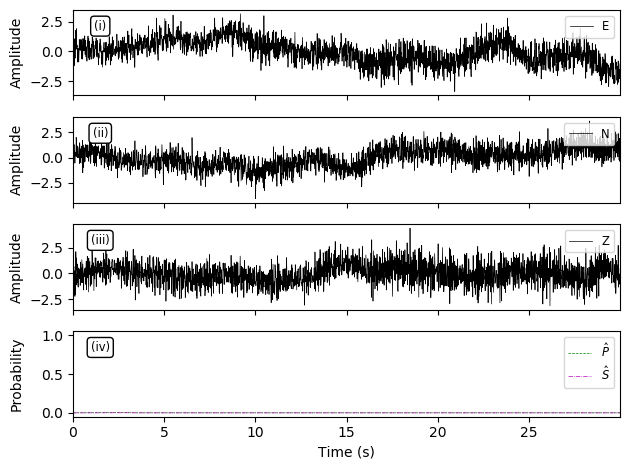 (i)
E
Amplitude
2.5
0.0
−2.5
(ii)
N
Amplitude
2.5
0.0
−2.5
(iii)
Z
Amplitude
2.5
0.0
−2.5
(iv)
P̂
Ŝ
Probability
1.0
0.5
0.0
0 5 10 15 20 25
Time (s)